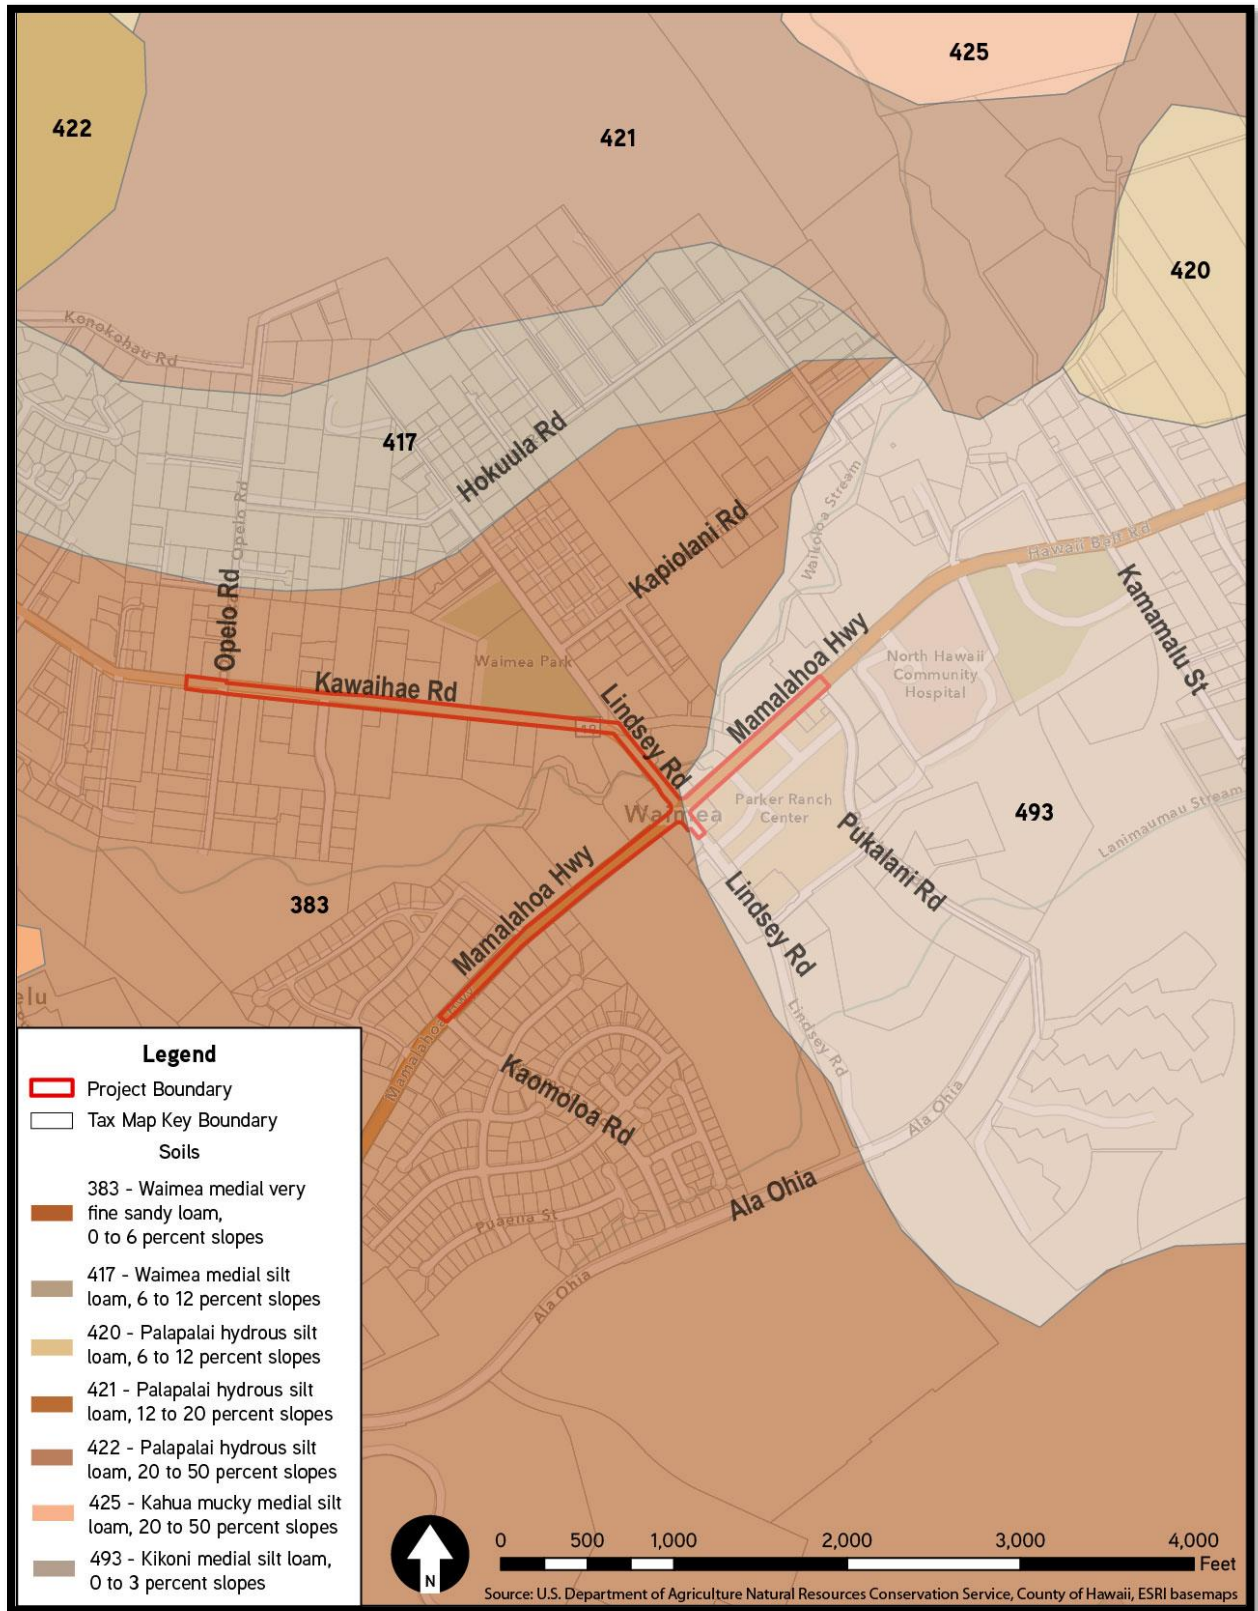 425
422
421
420
Konokohau Rd
417
Hokuula Rd
Opelo Rd
Waikoloa Stream
Kapiolani Rd
Hawaii Belt Rd
Opelo Rd
Kamamalu St
Waimea Park
Kawaihae Rd
Lindsey Rd
Mamalahoa Hwy
North Hawaii
Community
Hospital
Waimea
Parker Ranch
Center
493
Lanimaumau Stream
Pukalani Rd
383
Mamalahoa Hwy
Lindsey Rd
elu
Lindsey Rd
Kaomoloa Rd
Ala Ohia
Ala Ohia
Puaena St
Ala Ohia
Legend
Project Boundary
Tax Map Key Boundary
Soils
383 - Waimea medial very
fine sandy loam,
0 to 6 percent slopes
417 - Waimea medial silt
loam, 6 to 12 percent slopes
420 - Palapalai hydrous silt
loam, 6 to 12 percent slopes
421 - Palapalai hydrous silt
loam, 12 to 20 percent slopes
422 - Palapalai hydrous silt
loam, 20 to 50 percent slopes
425 - Kahua mucky medial silt
loam, 20 to 50 percent slopes
493 - Kikoni medial silt loam,
0 to 3 percent slopes
N
0 500 1,000 2,000 3,000 4,000
Feet
Source: U.S. Department of Agriculture Natural Resources Conservation Service, County of Hawaii, ESRI basemaps